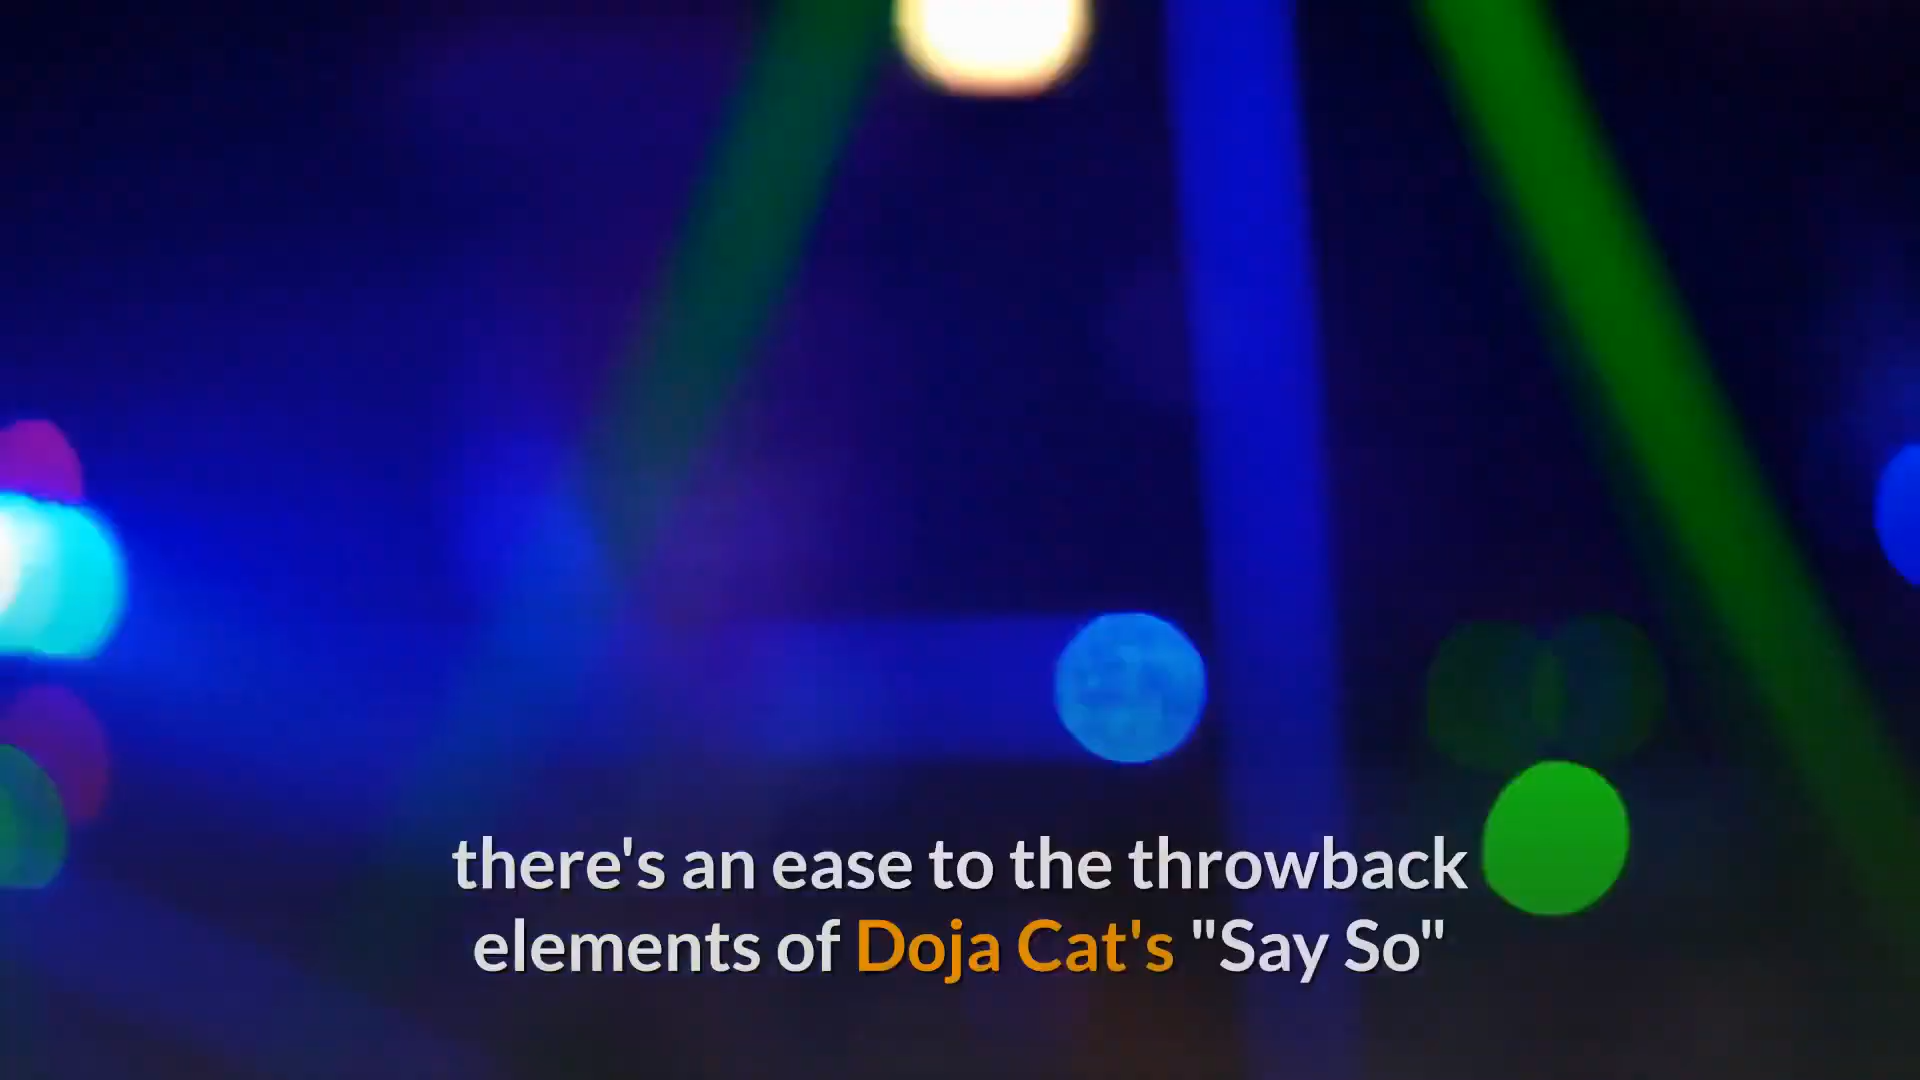 there's an ease to the throwback
elements of Doja Cat's "Say So"